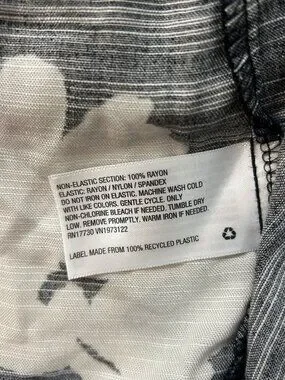 NON-ELASTIC SECTION: 100% RAYON
ELASTIC: RAYON / NYLON / SPANDEX
DO NOT IRON ON ELASTIC. MACHINE WASH COLD
WITH LIKE COLORS. GENTLE CYCLE. ONLY
NON-CHLORINE BLEACH IF NEEDED. TUMBLE DRY
LOW. REMOVE PROMPTLY. WARM IRON IF NEEDED.
RN17730 VN1973122
LABEL MADE FROM 100% RECYCLED PLASTIC